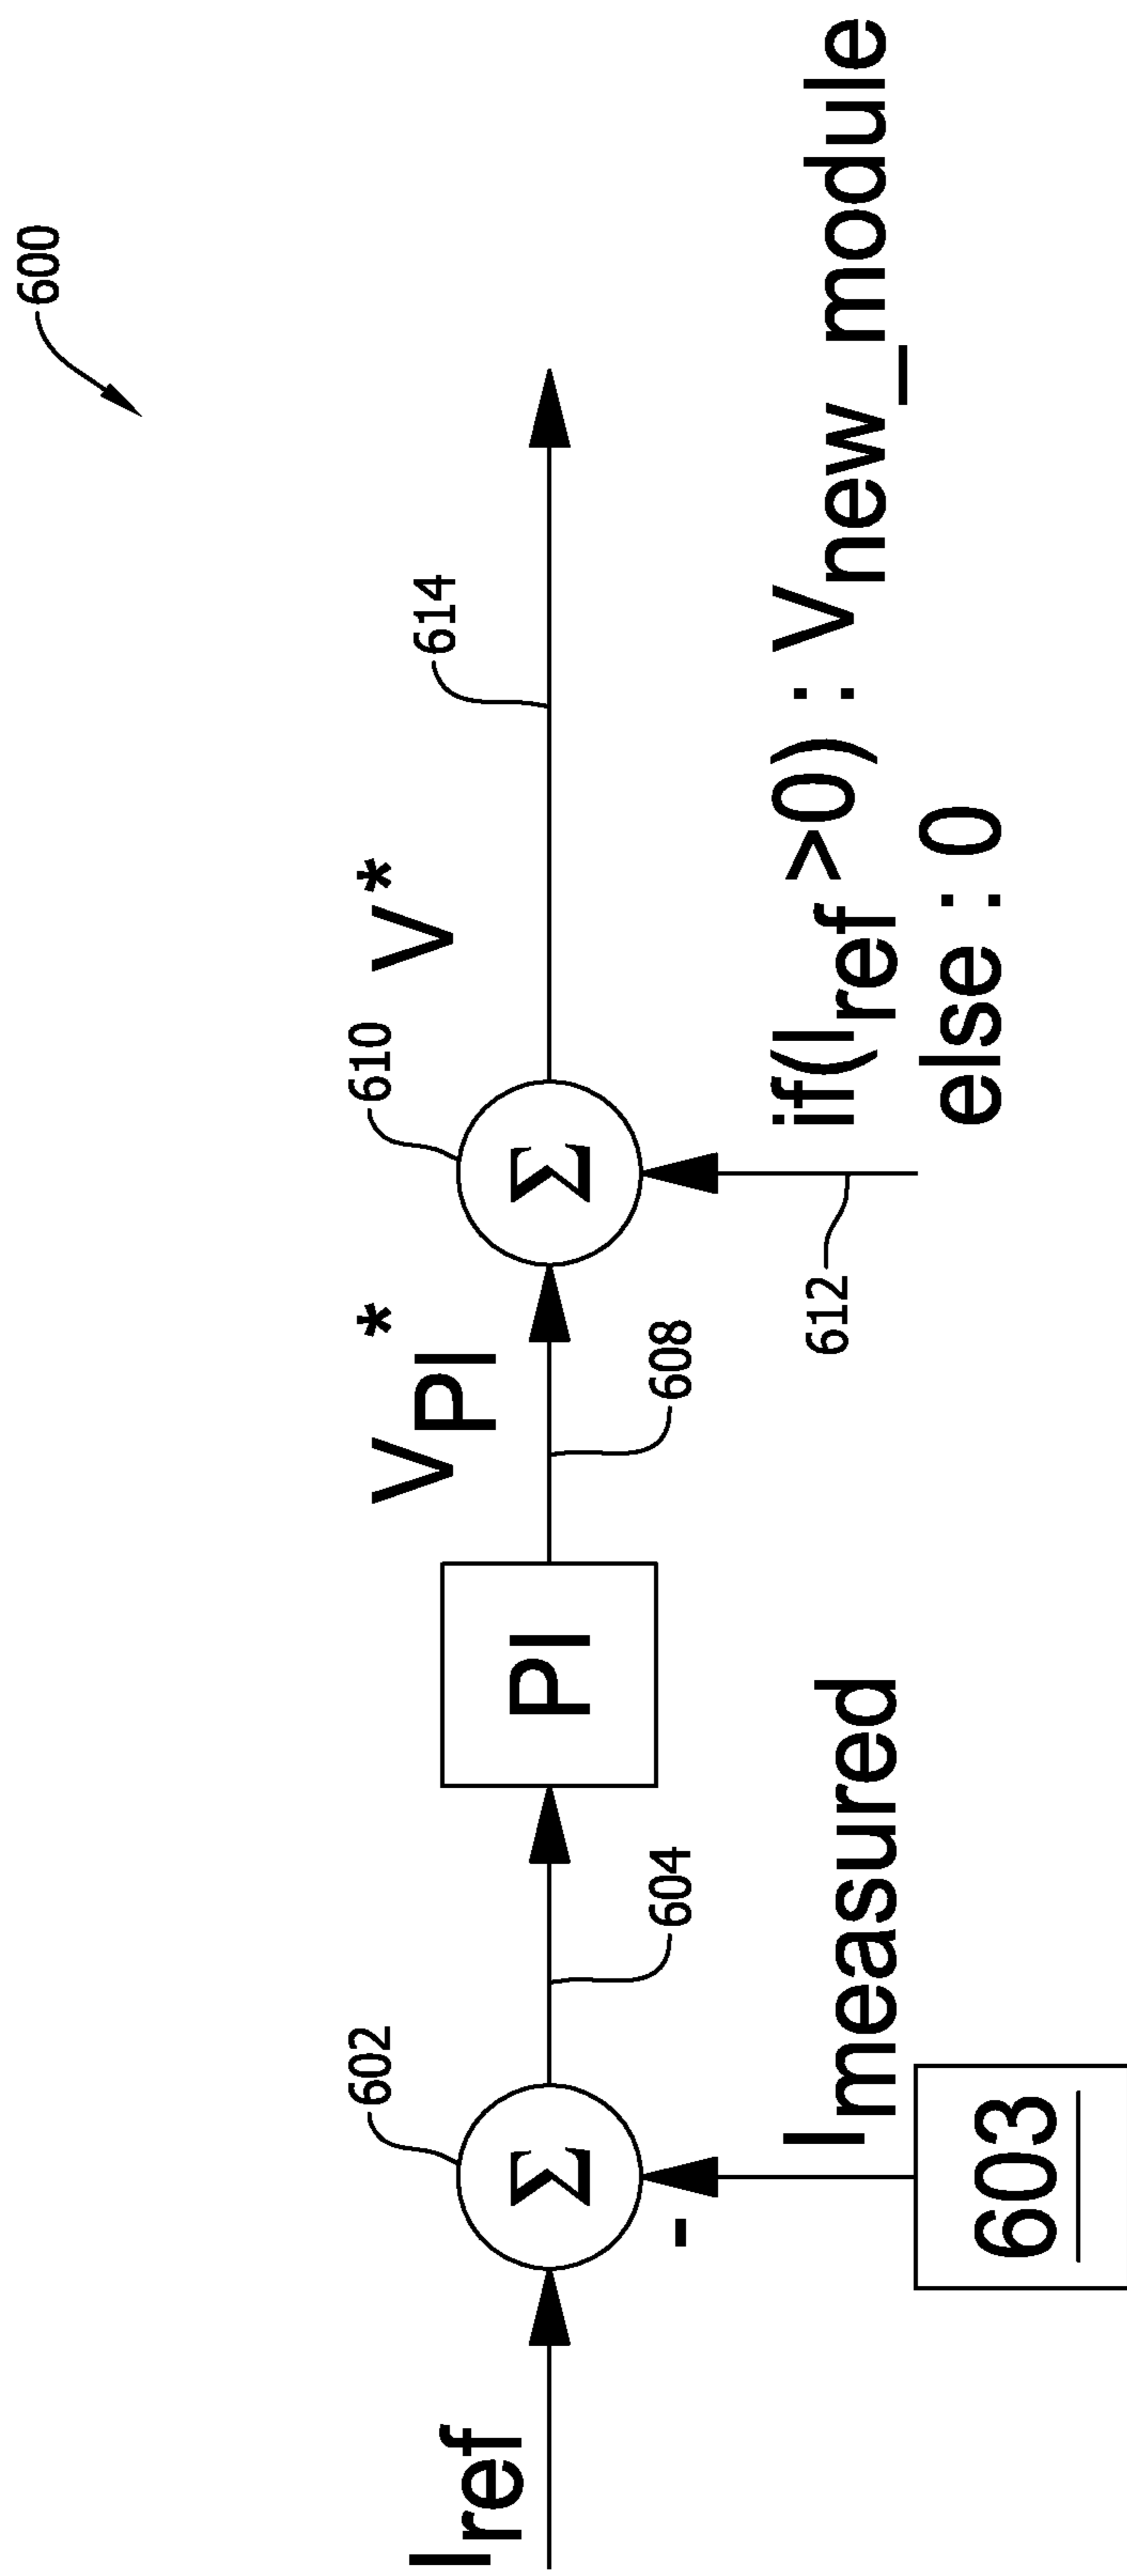 600
I_ref
602
Σ
-
I_measured
603
604
PI
V_PI*
608
610
Σ
V*
612
if(I_ref >0) : V_new_module
else : 0
614